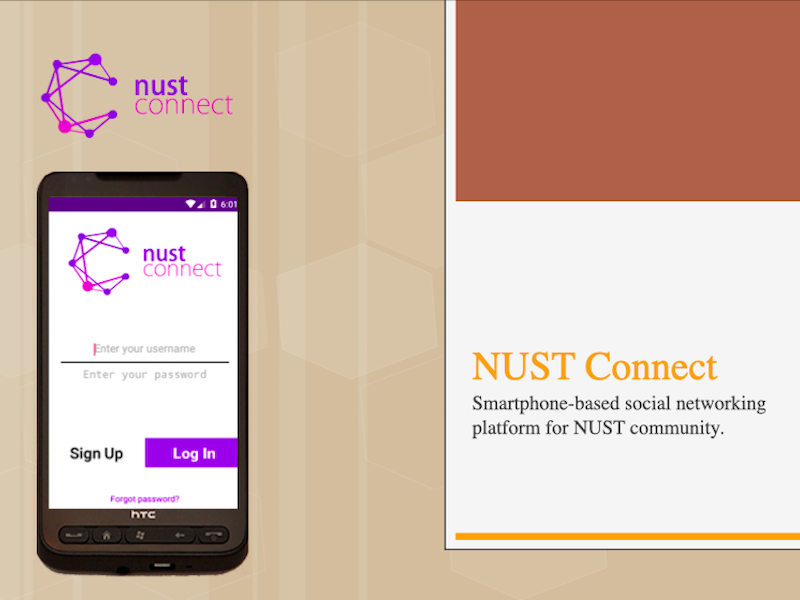 nust
connect
6:01
nust
connect
Enter your username
Enter your password
Sign Up
Log In
Forgot password?
hTC
NUST Connect
Smartphone-based social networking
platform for NUST community.